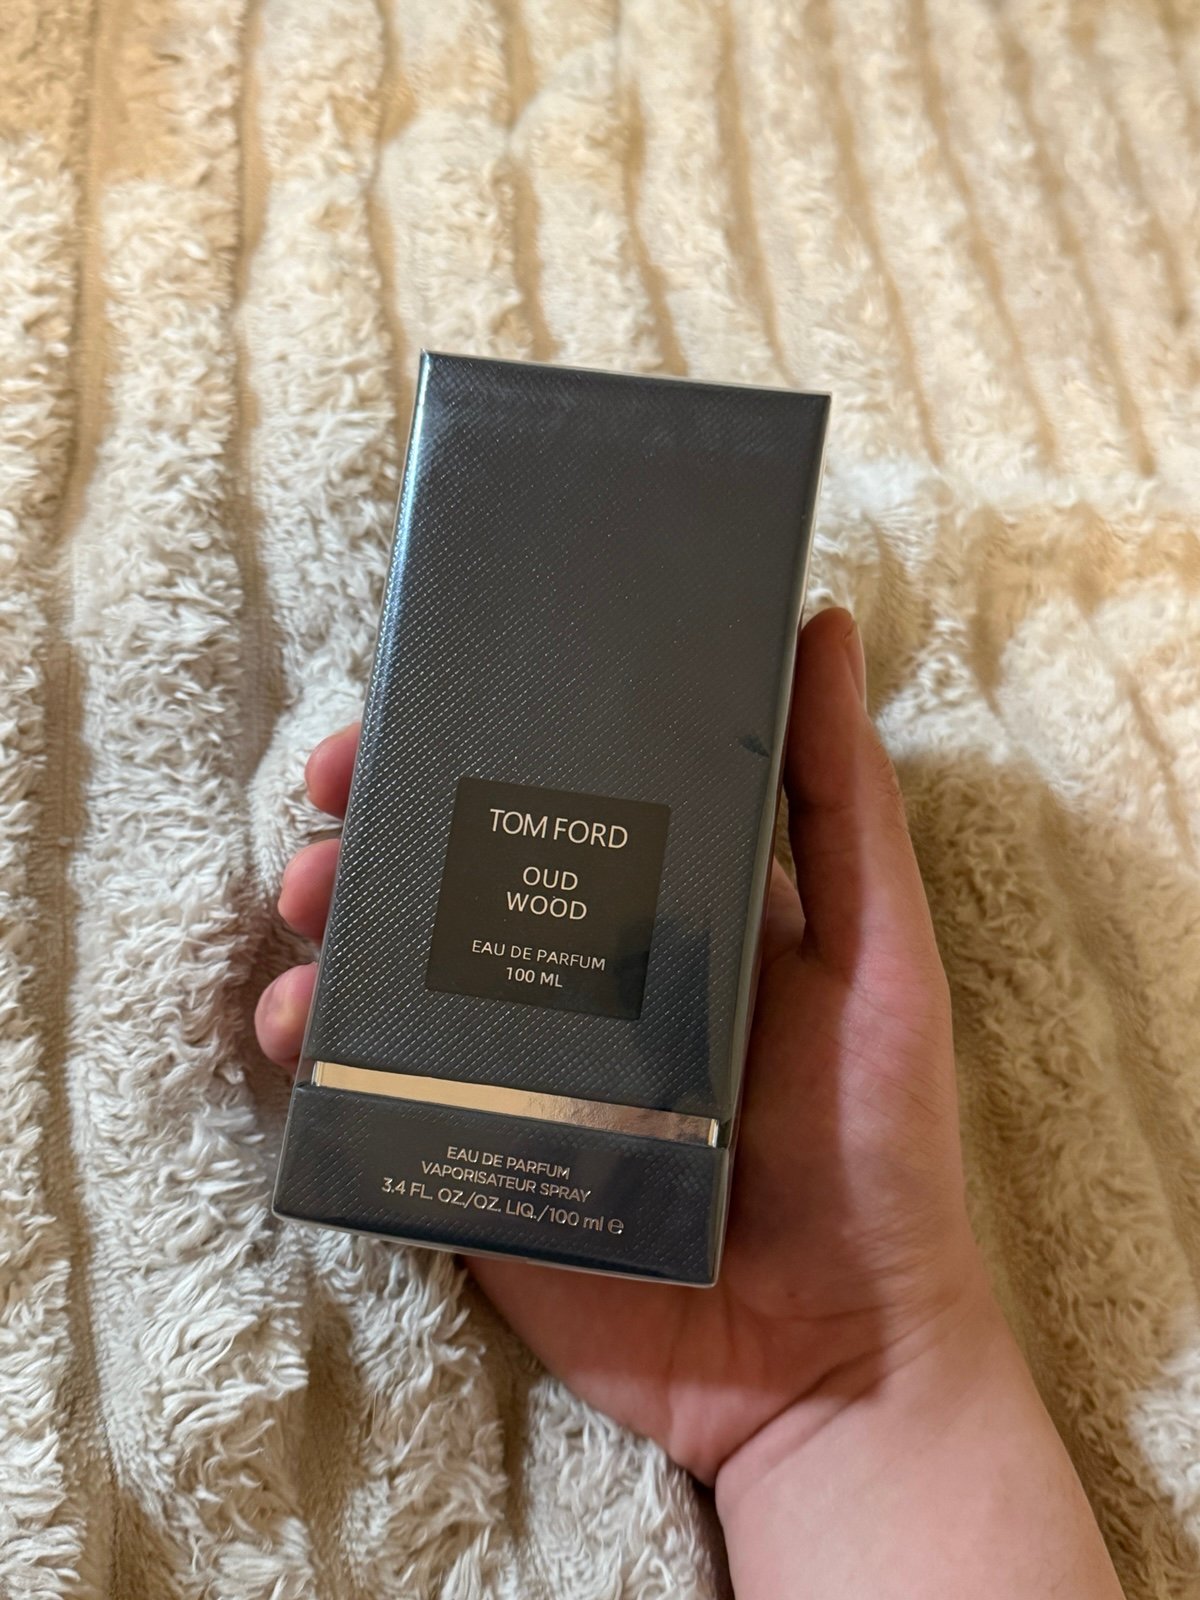 TOM FORD
OUD
WOOD
EAU DE PARFUM
100 ML
EAU DE PARFUM
VAPORISATEUR SPRAY
3.4 FL. OZ./OZ. LIQ./100 ml ℮